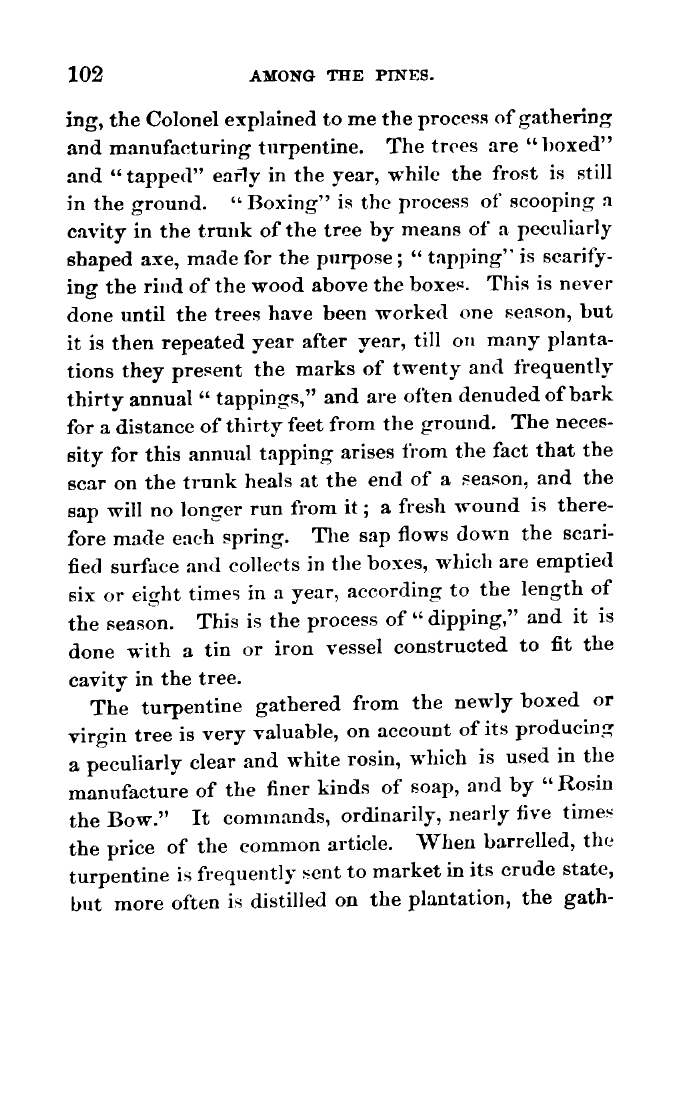 102 AMONG THE PINES.
ing, the Colonel explained to me the process of gathering
and manufacturing turpentine. The trees are “boxed”
and “tapped” early in the year, while the frost is still
in the ground. “Boxing” is the process of scooping a
cavity in the trunk of the tree by means of a peculiarly
shaped axe, made for the purpose; “tapping” is scarify-
ing the rind of the wood above the boxes. This is never
done until the trees have been worked one season, but
it is then repeated year after year, till on many planta-
tions they present the marks of twenty and frequently
thirty annual “tappings,” and are often denuded of bark
for a distance of thirty feet from the ground. The neces-
sity for this annual tapping arises from the fact that the
scar on the trunk heals at the end of a season, and the
sap will no longer run from it; a fresh wound is there-
fore made each spring. The sap flows down the scari-
fied surface and collects in the boxes, which are emptied
six or eight times in a year, according to the length of
the season. This is the process of “dipping,” and it is
done with a tin or iron vessel constructed to fit the
cavity in the tree.
The turpentine gathered from the newly boxed or
virgin tree is very valuable, on account of its producing
a peculiarly clear and white rosin, which is used in the
manufacture of the finer kinds of soap, and by “Rosin
the Bow.” It commands, ordinarily, nearly five times
the price of the common article. When barrelled, the
turpentine is frequently sent to market in its crude state,
but more often is distilled on the plantation, the gath-